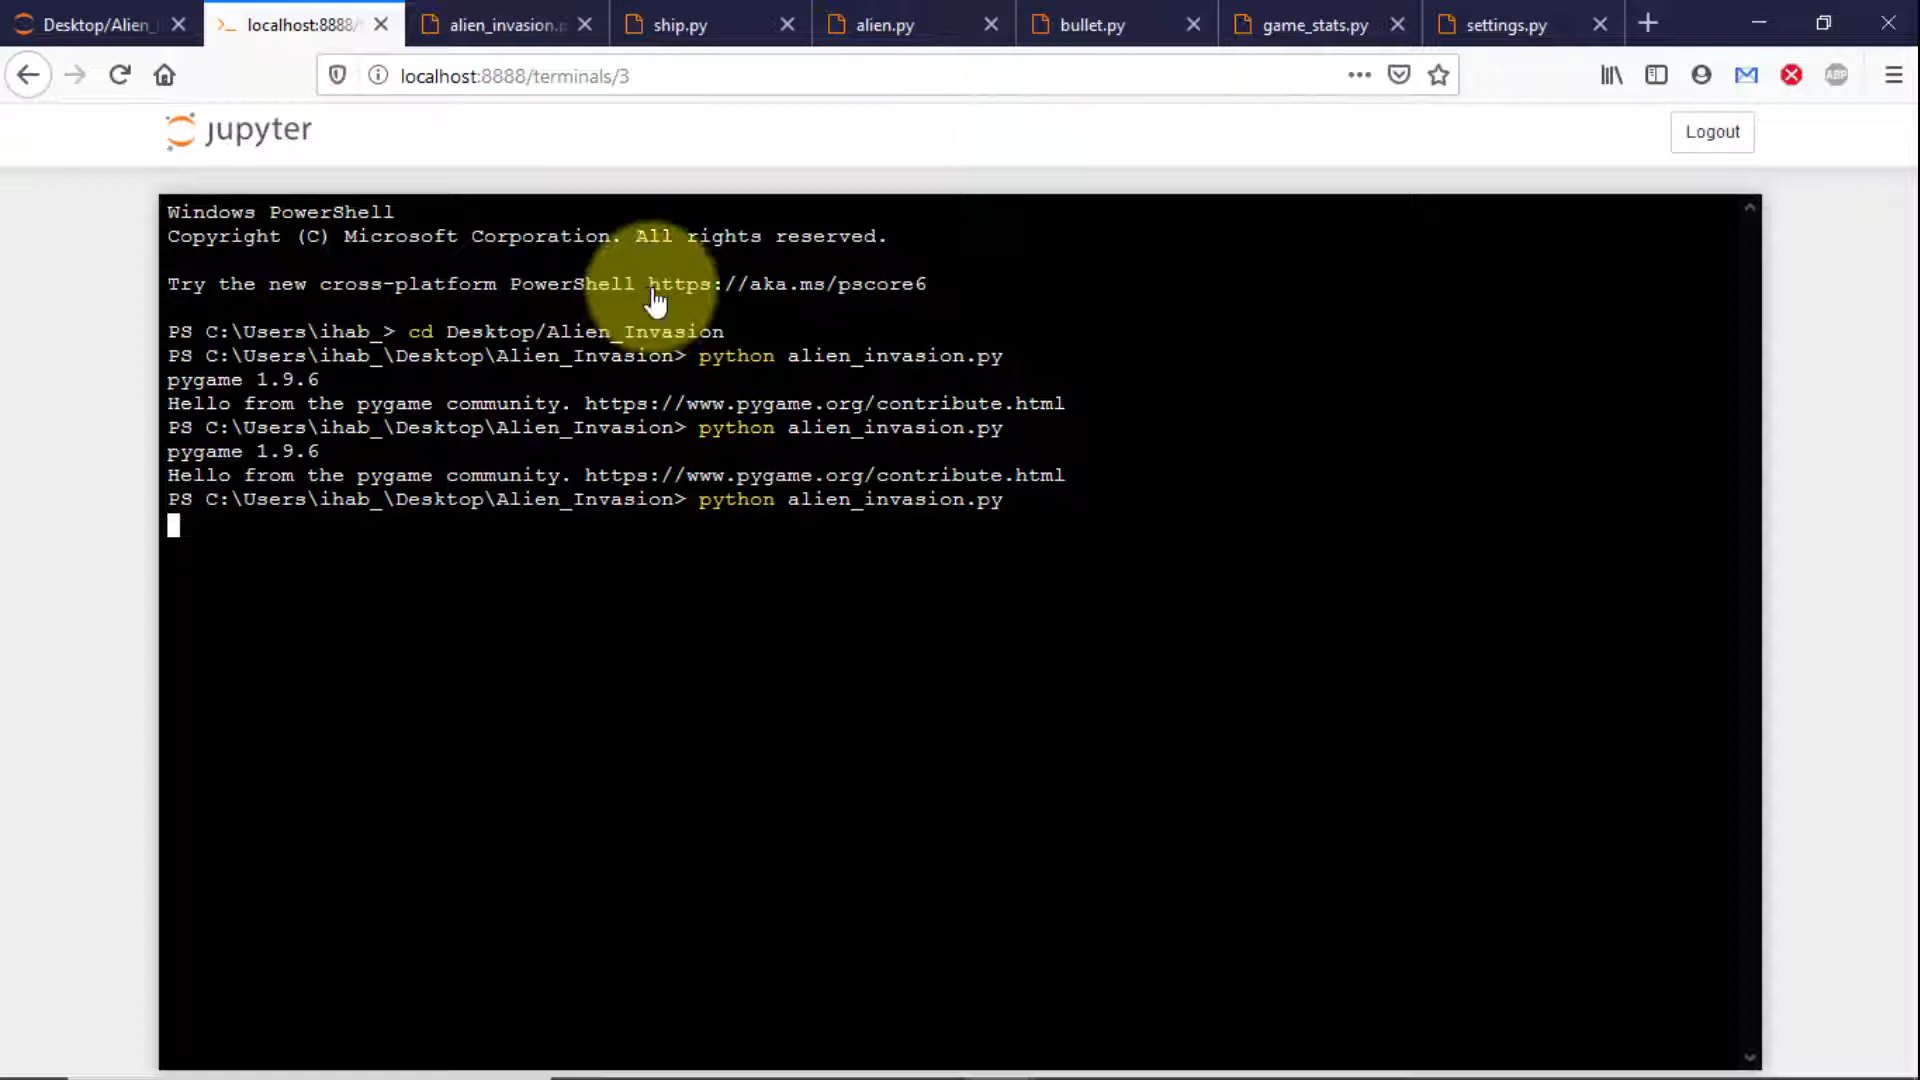 Desktop/Alien_
localhost:8888/
alien_invasion.
ship.py
alien.py
bullet.py
game_stats.py
settings.py
localhost:8888/terminals/3
ABP
jupyter
Logout
Windows PowerShell
Copyright (C) Microsoft Corporation. All rights reserved.
Try the new cross-platform PowerShell https://aka.ms/pscore6
PS C:\Users\ihab_> cd Desktop/Alien_Invasion
PS C:\Users\ihab_\Desktop\Alien_Invasion> python alien_invasion.py
pygame 1.9.6
Hello from the pygame community. https://www.pygame.org/contribute.html
PS C:\Users\ihab_\Desktop\Alien_Invasion> python alien_invasion.py
pygame 1.9.6
Hello from the pygame community. https://www.pygame.org/contribute.html
PS C:\Users\ihab_\Desktop\Alien_Invasion> python alien_invasion.py